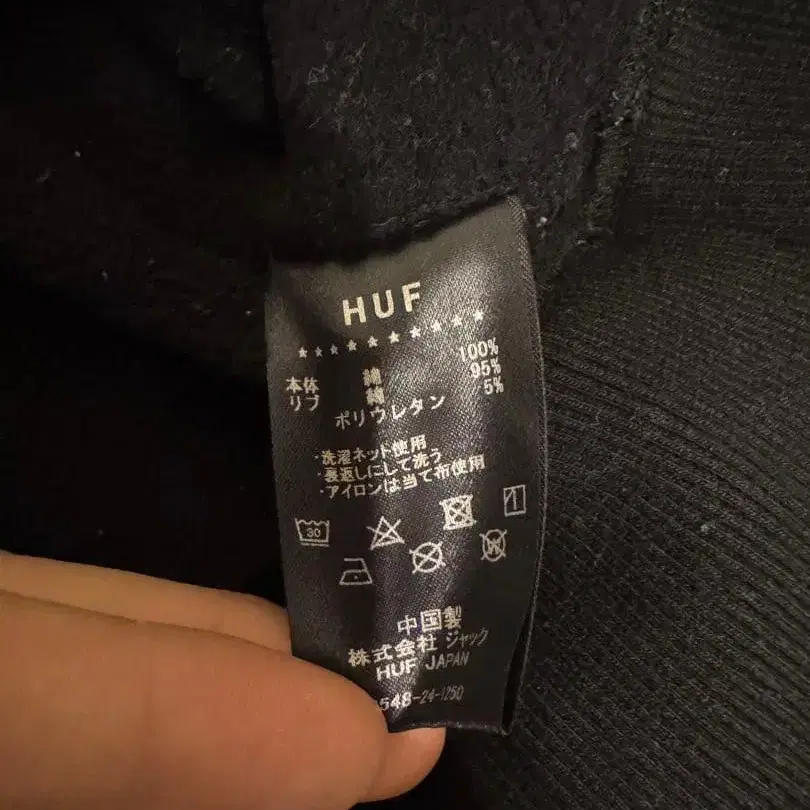 HUF
本体 綿 100%
リブ 綿 95%
ポリウレタン 5%
・洗濯ネット使用
・裏返しにして洗う
・アイロンは当て布使用
30
中国製
株式会社 ジャック
HUF JAPAN
548-24-1250